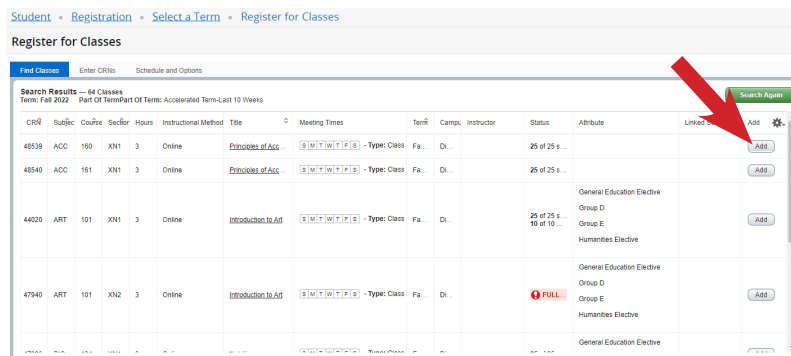 Student • Registration • Select a Term • Register for Classes
Register for Classes
Find Classes Enter CRNs Schedule and Options
Search Results — 64 Classes
Term: Fall 2022 Part Of TermPart Of Term: Accelerated Term-Last 10 Weeks
Search Again
CRN Subjec Course Section Hours Instructional Method Title Meeting Times Term Campu Instructor Status Attribute Linked Add
48539 ACC 160 XN1 3 Online Principles of Acc... S M T W T F S - Type: Class Fa... Di... 25 of 25 s... Add
48540 ACC 161 XN1 3 Online Principles of Acc... S M T W T F S - Type: Class Fa... Di... 25 of 25 s... Add
General Education Elective
Group D
44020 ART 101 XN1 3 Online Introduction to Art S M T W T F S - Type: Class Fa... Di... 25 of 25 s... Add
10 of 10 ... Group E
Humanities Elective
General Education Elective
Group D
47940 ART 101 XN2 3 Online Introduction to Art S M T W T F S - Type: Class Fa... Di... FULL... Group E Add
Humanities Elective
General Education Elective